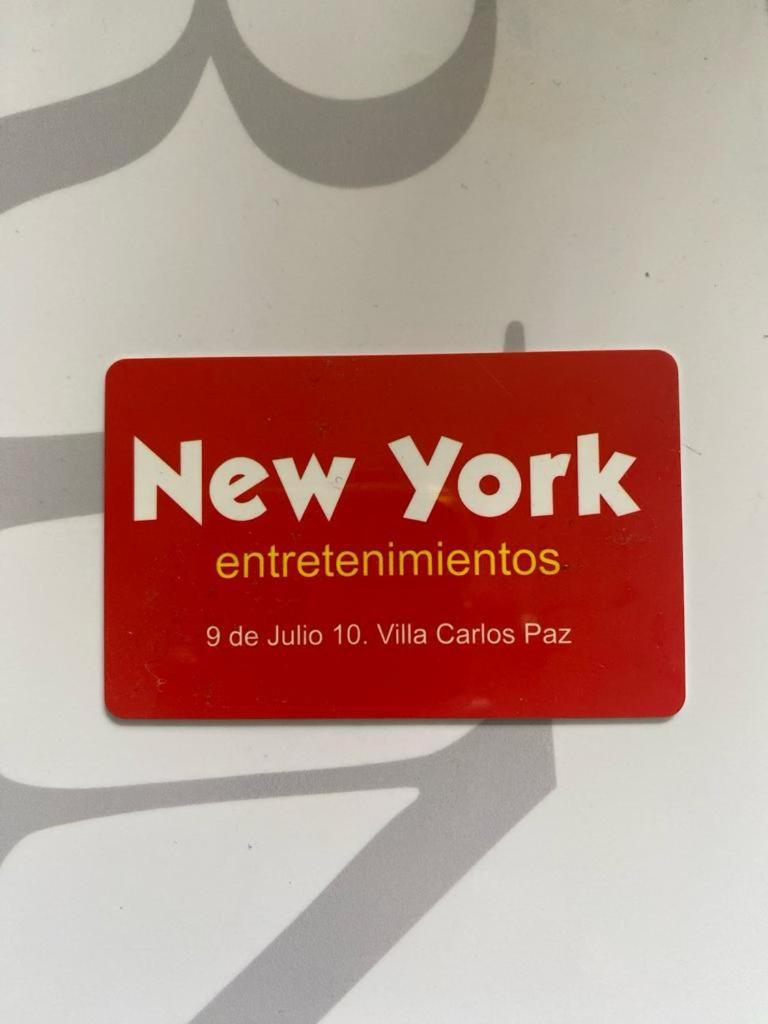 New York
entretenimientos
9 de Julio 10. Villa Carlos Paz